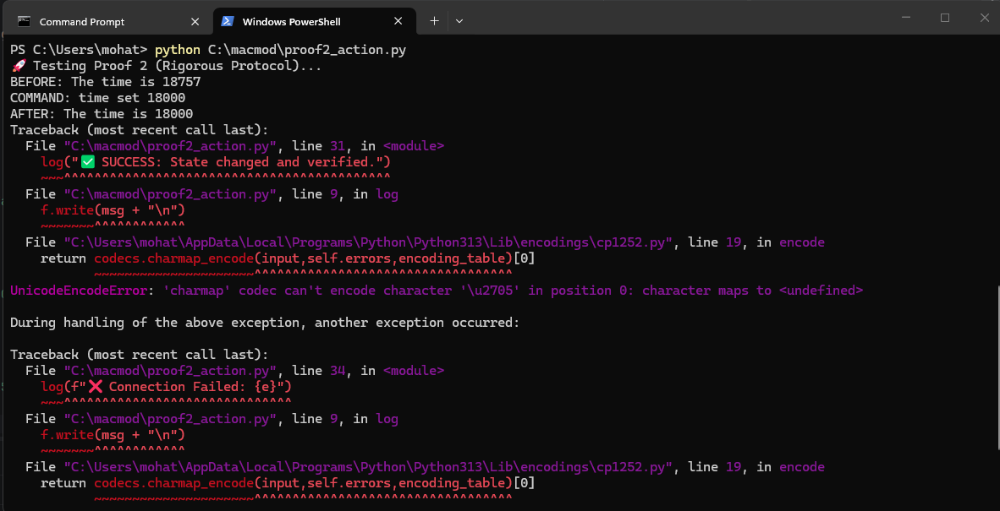 Command Prompt
Windows PowerShell
PS C:\Users\mohat> python C:\macmod\proof2_action.py
🚀 Testing Proof 2 (Rigorous Protocol)...
BEFORE: The time is 18757
COMMAND: time set 18000
AFTER: The time is 18000
Traceback (most recent call last):
  File "C:\macmod\proof2_action.py", line 31, in <module>
    log("✅ SUCCESS: State changed and verified.")
    ~~~^^^^^^^^^^^^^^^^^^^^^^^^^^^^^^^^^^^^^^^^^^^
  File "C:\macmod\proof2_action.py", line 9, in log
    f.write(msg + "\n")
    ~~~~~~~^^^^^^^^^^^^
  File "C:\Users\mohat\AppData\Local\Programs\Python\Python313\Lib\encodings\cp1252.py", line 19, in encode
    return codecs.charmap_encode(input,self.errors,encoding_table)[0]
           ~~~~~~~~~~~~~~~~~~~~~^^^^^^^^^^^^^^^^^^^^^^^^^^^^^^^^^^
UnicodeEncodeError: 'charmap' codec can't encode character '\u2705' in position 0: character maps to <undefined>
During handling of the above exception, another exception occurred:
Traceback (most recent call last):
  File "C:\macmod\proof2_action.py", line 34, in <module>
    log(f"❌ Connection Failed: {e}")
    ~~~^^^^^^^^^^^^^^^^^^^^^^^^^^^^^^
  File "C:\macmod\proof2_action.py", line 9, in log
    f.write(msg + "\n")
    ~~~~~~~^^^^^^^^^^^^
  File "C:\Users\mohat\AppData\Local\Programs\Python\Python313\Lib\encodings\cp1252.py", line 19, in encode
    return codecs.charmap_encode(input,self.errors,encoding_table)[0]
           ~~~~~~~~~~~~~~~~~~~~~^^^^^^^^^^^^^^^^^^^^^^^^^^^^^^^^^^